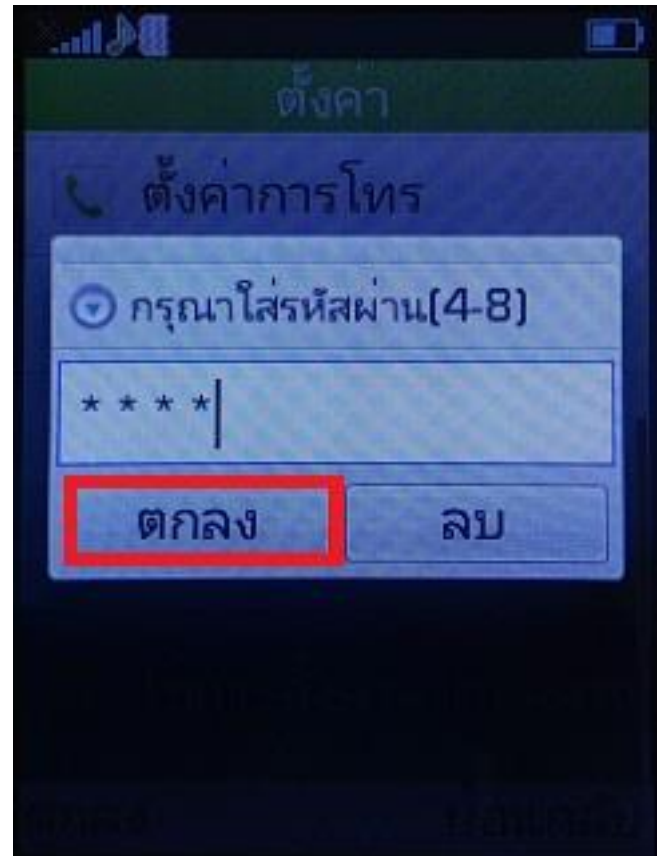 ตั้งค่า
ตั้งค่าการโทร
กรุณาใส่รหัสผ่าน(4-8)
* * * *
ตกลง ลบ